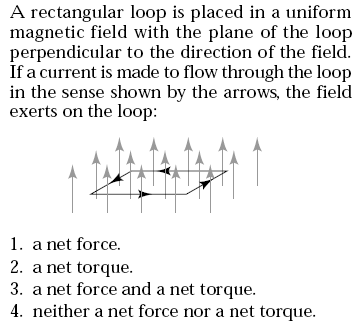 A rectangular loop is placed in a uniform
magnetic field with the plane of the loop
perpendicular to the direction of the field.
If a current is made to flow through the loop
in the sense shown by the arrows, the field
exerts on the loop:
1. a net force.
2. a net torque.
3. a net force and a net torque.
4. neither a net force nor a net torque.